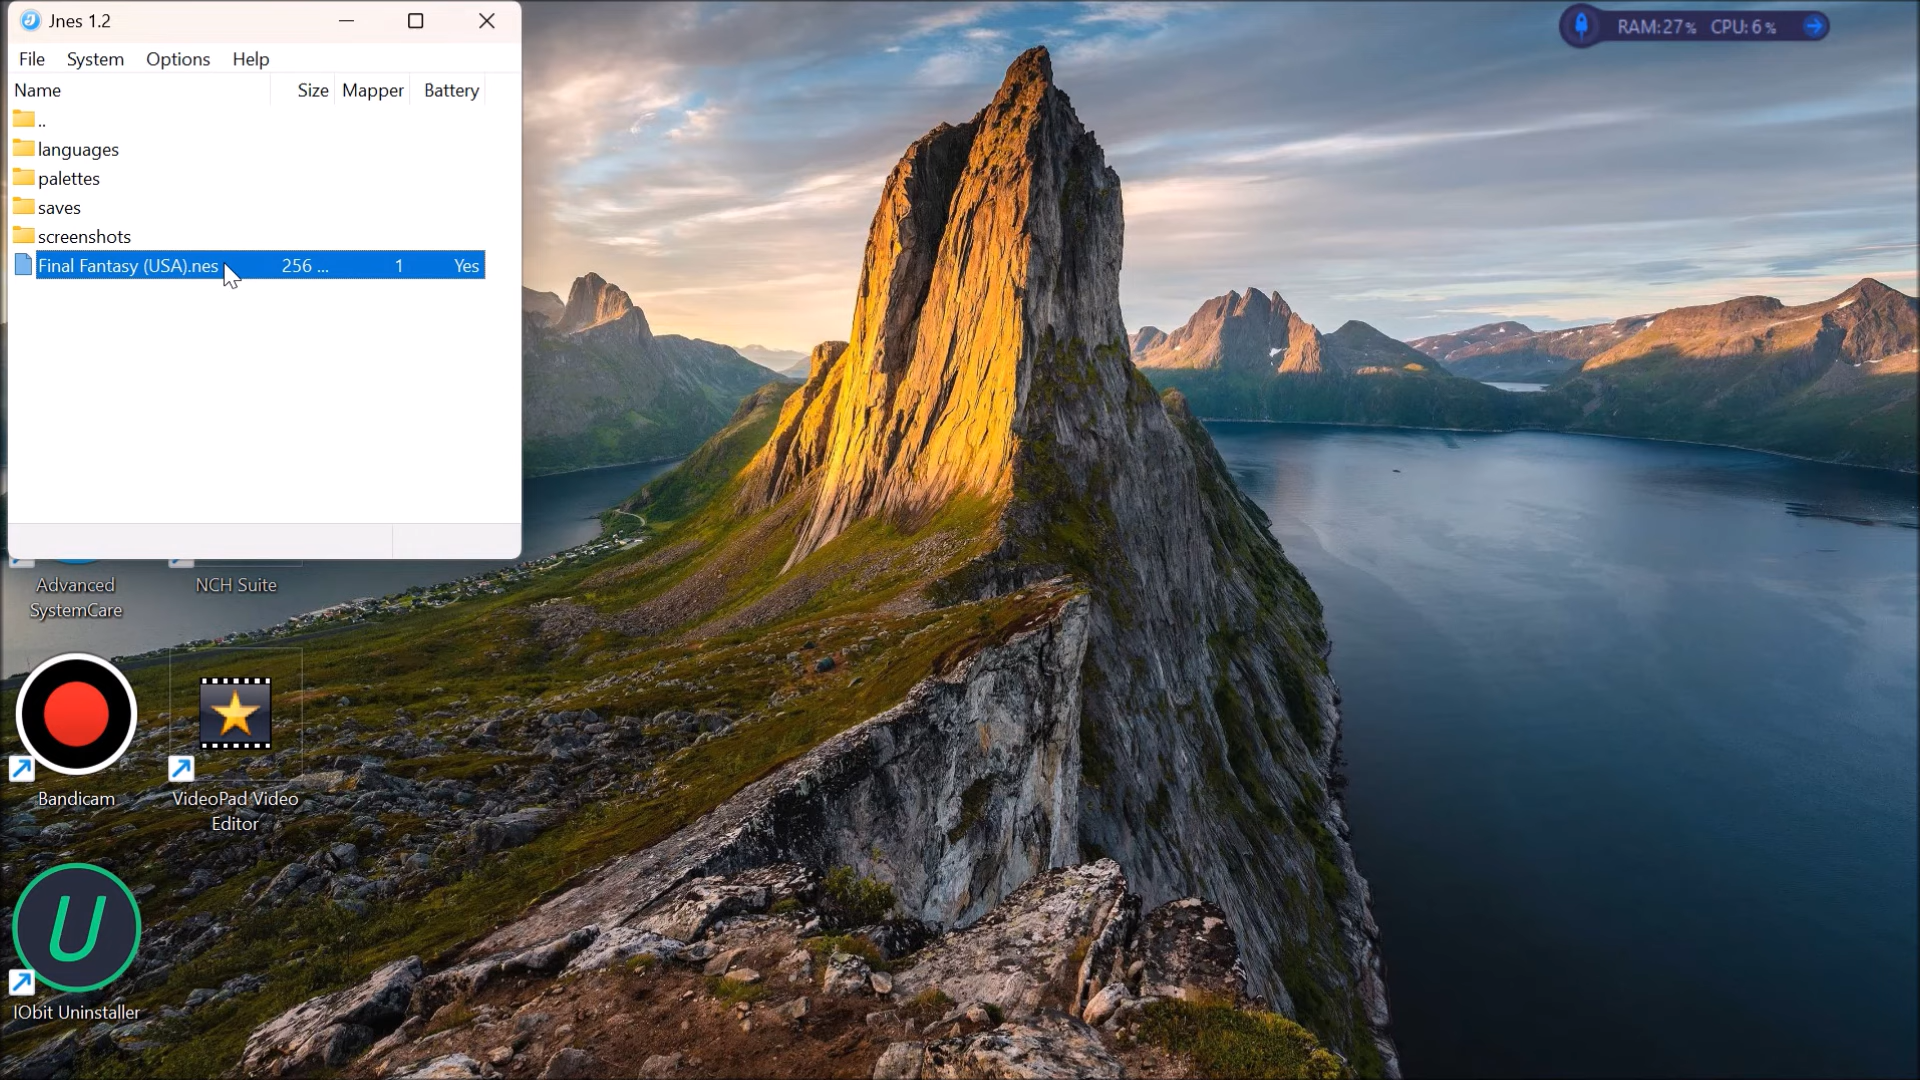 Jnes 1.2
File System Options Help
Name Size Mapper Battery
..
languages
palettes
saves
screenshots
Final Fantasy (USA).nes 256 ... 1 Yes
RAM:27% CPU:6%
Advanced
SystemCare
NCH Suite
Bandicam
VideoPad Video
Editor
U
IObit Uninstaller